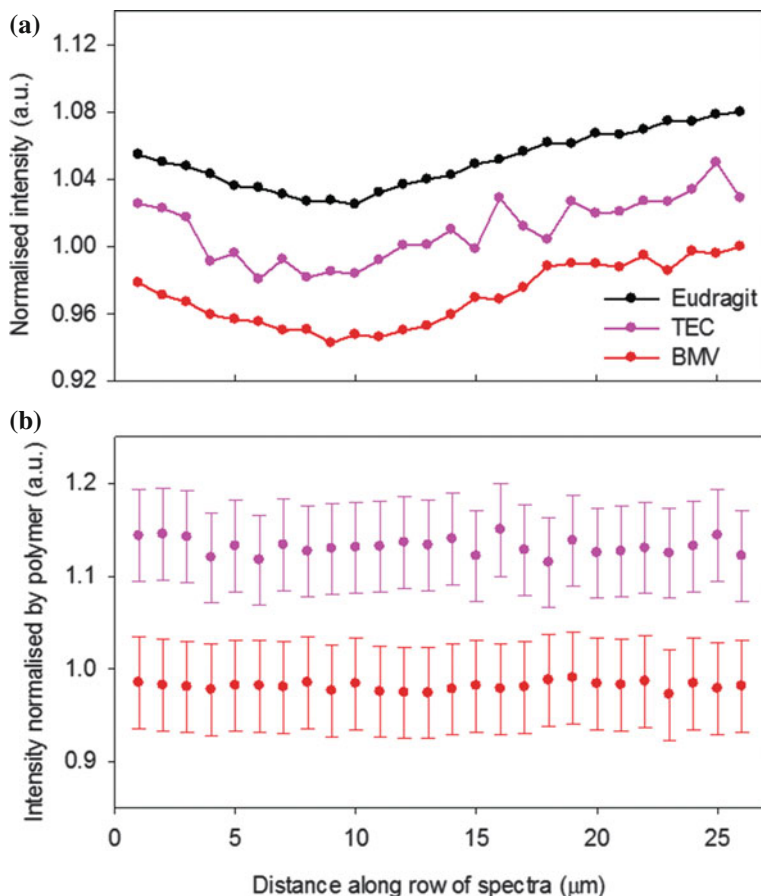 (a)
1.12
1.08
1.04
1.00
0.96
0.92
Normalised intensity (a.u.)
Eudragit
TEC
BMV
(b)
1.2
1.1
1.0
0.9
Intensity normalised by polymer (a.u.)
0 5 10 15 20 25
Distance along row of spectra (μm)